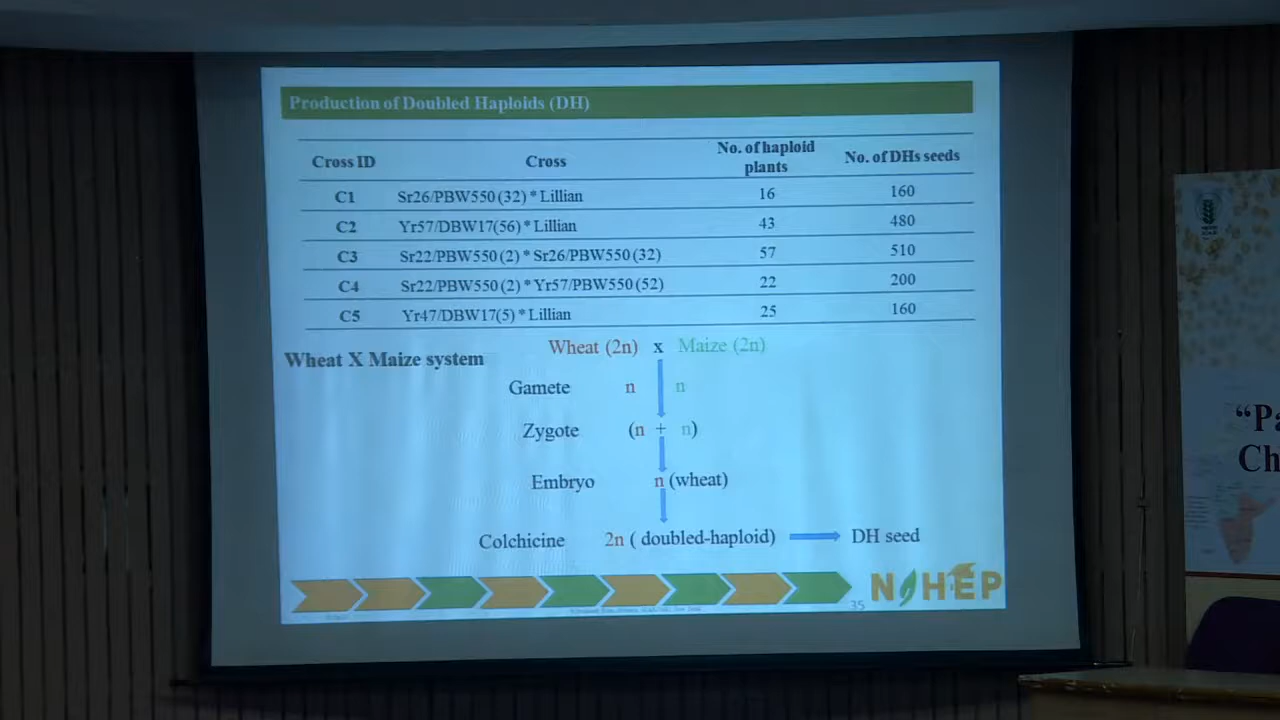 Production of Doubled Haploids (DH)
Cross ID Cross No. of haploid plants No. of DHs seeds
C1 Sr26/PBW550(32)*Lillian 16 160
C2 Yr57/DBW17(56)*Lillian 43 480
C3 Sr22/PBW550(2)*Sr26/PBW550(32) 57 510
C4 Sr22/PBW550(2)*Yr57/PBW550(52) 22 200
C5 Yr47/DBW17(5)*Lillian 25 160
Wheat X Maize system
Wheat (2n) x Maize (2n)
Gamete n n
Zygote (n + n)
Embryo n (wheat)
Colchicine 2n ( doubled-haploid) DH seed
NAHEP
35